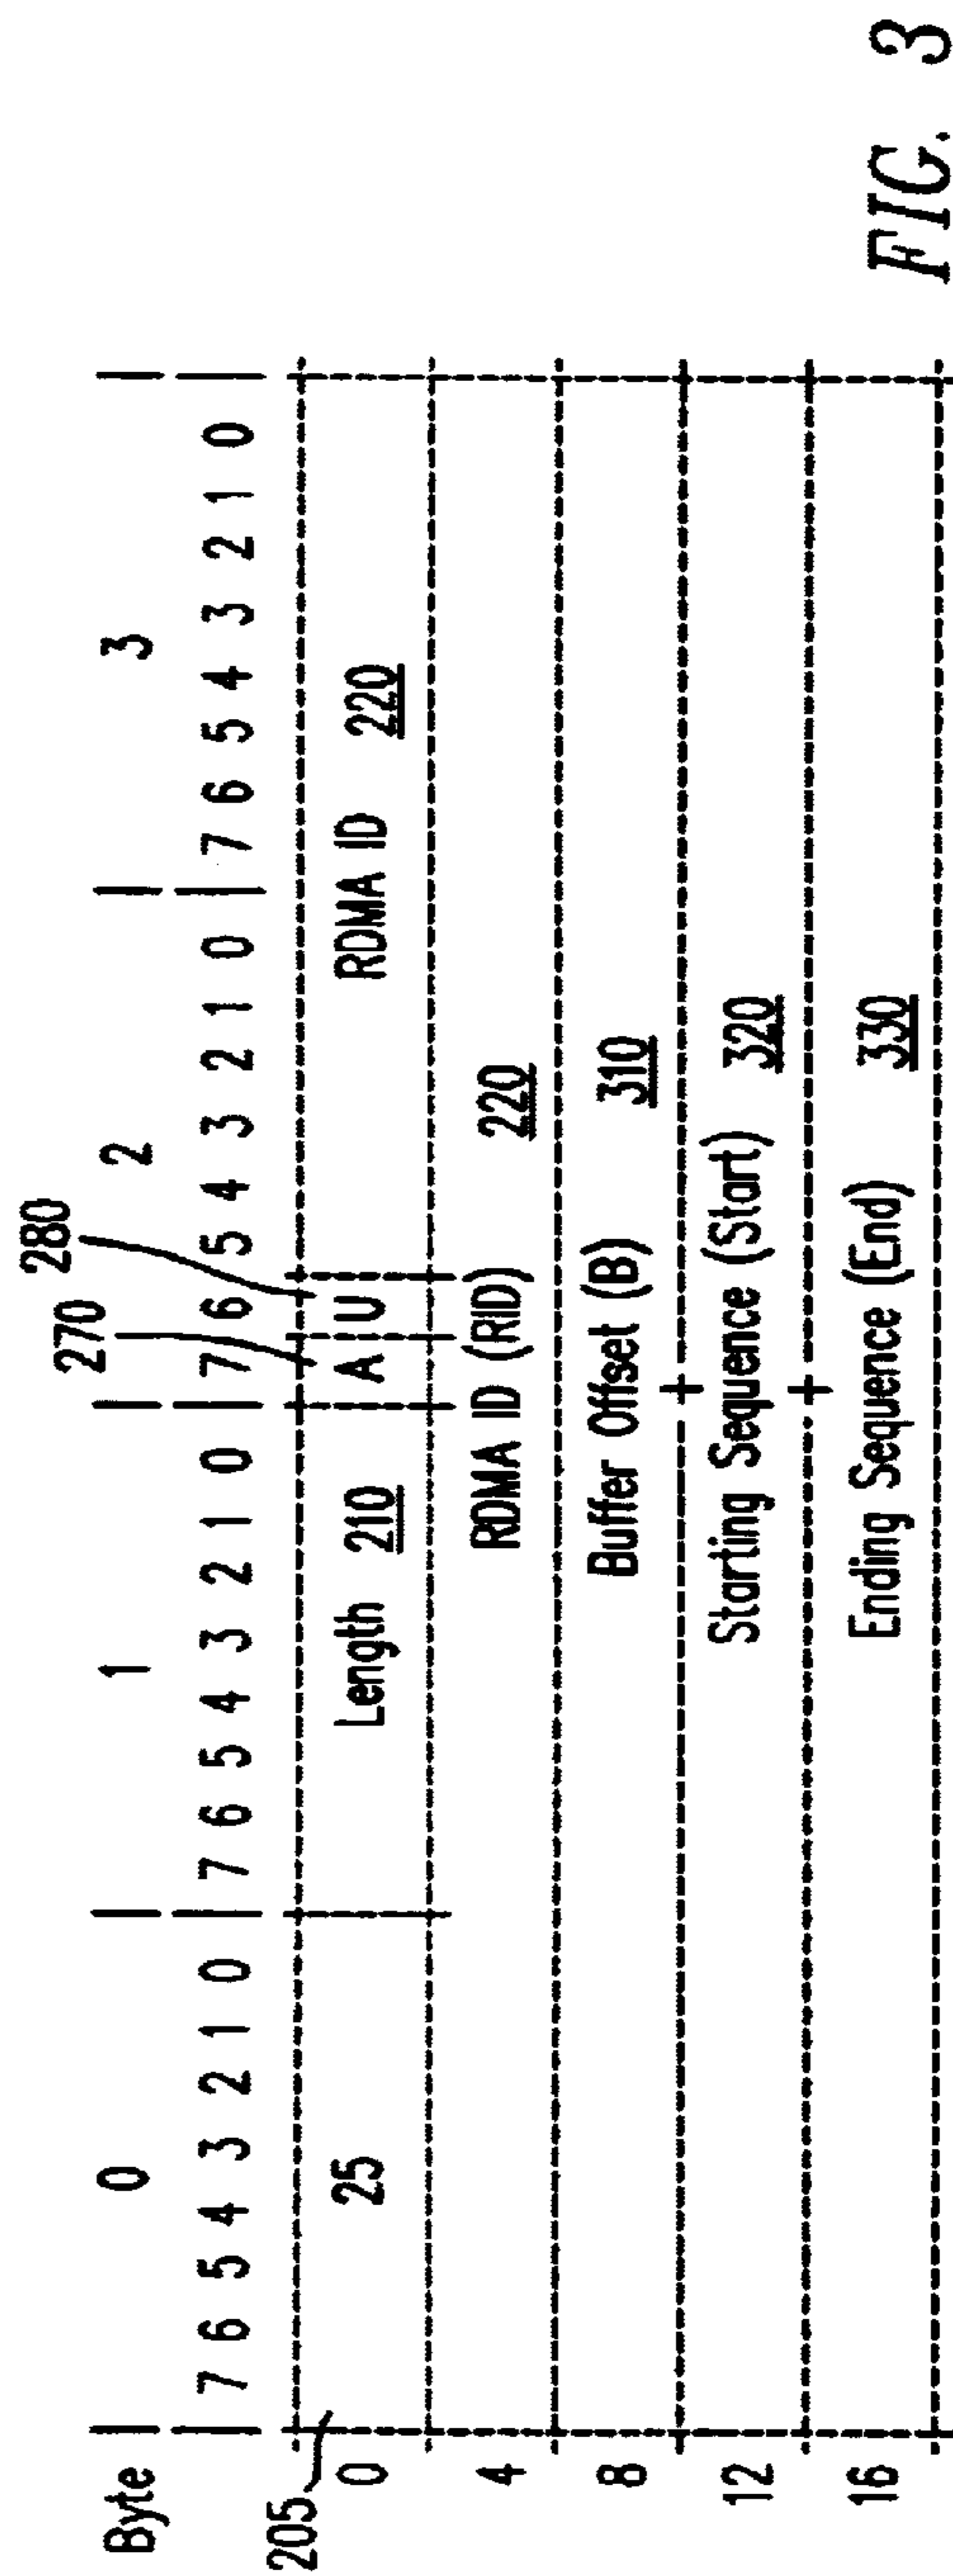 280
270
Byte | 0 | 1 | 2 | 3 |
| 7 6 5 4 3 2 1 0 | 7 6 5 4 3 2 1 0 | 7 6 5 4 3 2 1 0 | 7 6 5 4 3 2 1 0 |
205
0 25 Length 210 A U RDMA ID 220
4 RDMA ID (RID) 220
8 Buffer Offset (B) 310
12 Starting Sequence (Start) 320
16 Ending Sequence (End) 330
FIG. 3